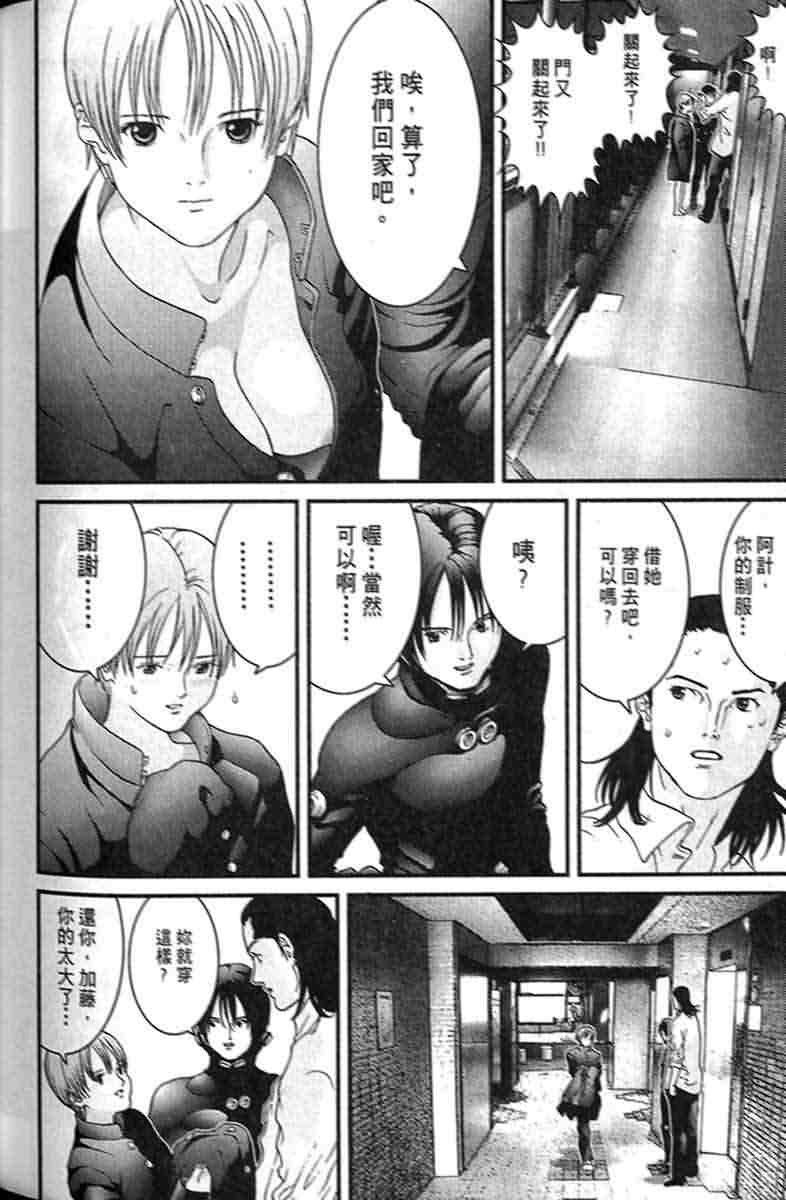 啊！
關起來了！
門又
關起來了!!
唉，算了，
我們回家吧。
阿計，
你的制服…
借她
穿回去吧，
可以嗎？
咦？
喔…當然
可以啊……
………
………
謝謝……
妳就穿
這樣？
還你，加藤，
你的太大了…